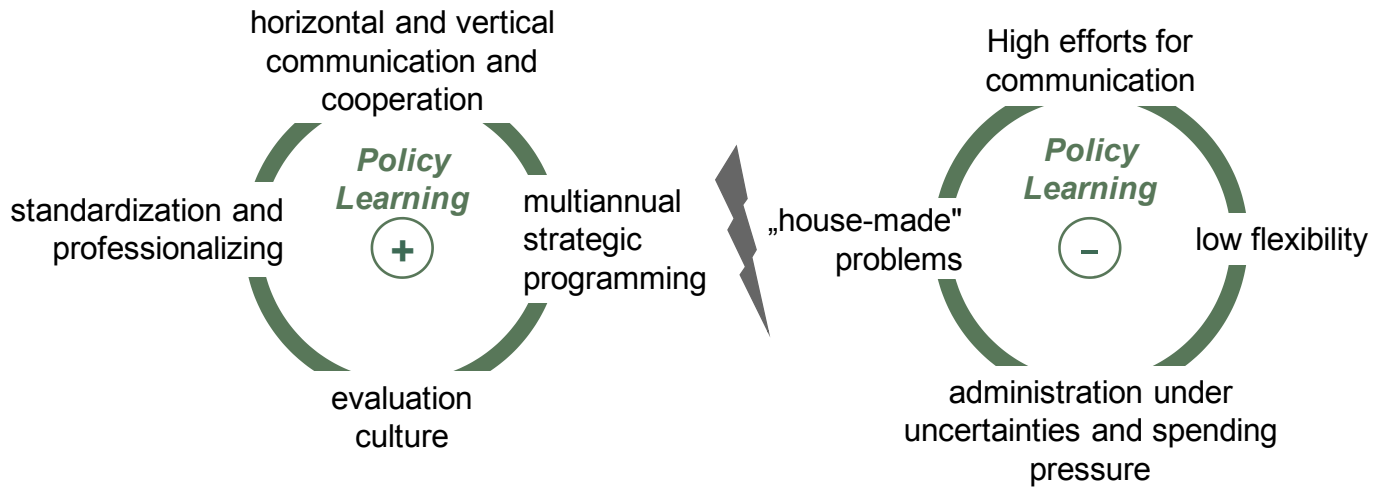 horizontal and vertical
communication and
cooperation
Policy
Learning
+
standardization and
professionalizing
multiannual
strategic
programming
evaluation
culture
High efforts for
communication
Policy
Learning
–
„house-made"
problems
low flexibility
administration under
uncertainties and spending
pressure